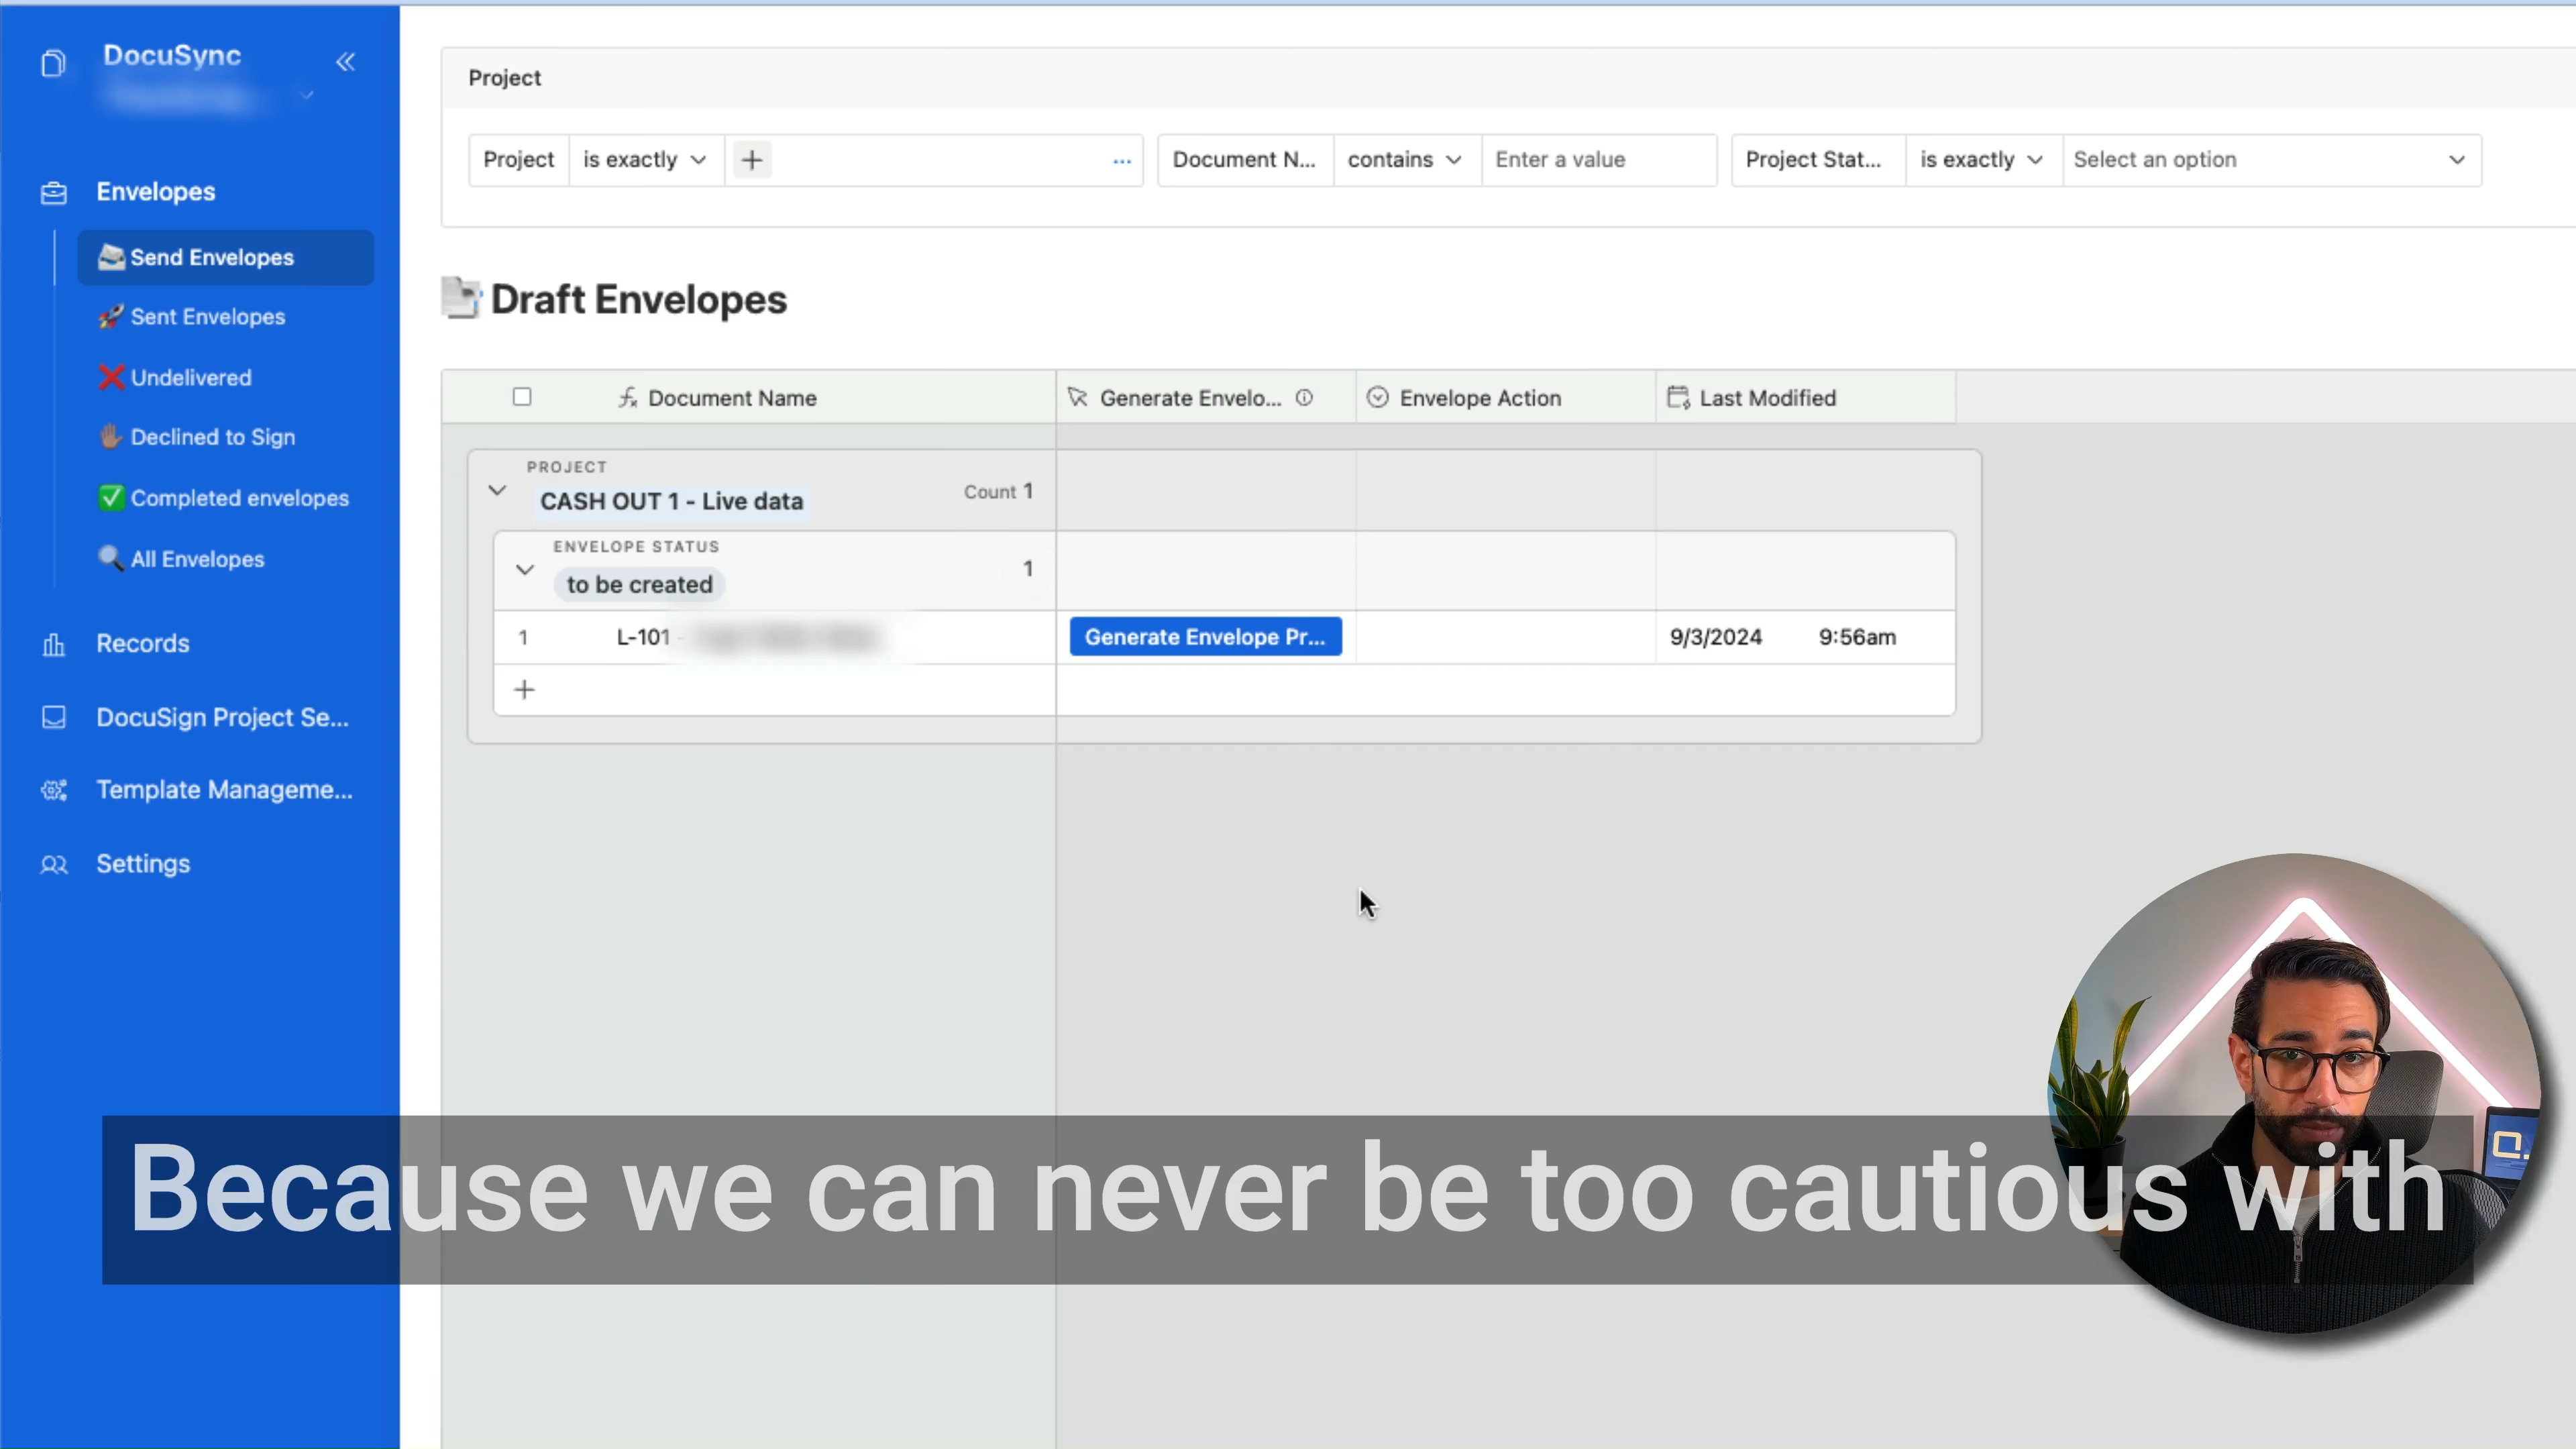 DocuSync
Envelopes
Send Envelopes
Sent Envelopes
Undelivered
Declined to Sign
Completed envelopes
All Envelopes
Records
DocuSign Project Se...
Template Manageme...
Settings
Project
Project is exactly ... Document N... contains Enter a value Project Stat... is exactly Select an option
Draft Envelopes
Document Name Generate Envelo... Envelope Action Last Modified
PROJECT
CASH OUT 1 - Live data Count 1
ENVELOPE STATUS
to be created 1
1 L-101 - Generate Envelope Pr... 9/3/2024 9:56am
Because we can never be too cautious with